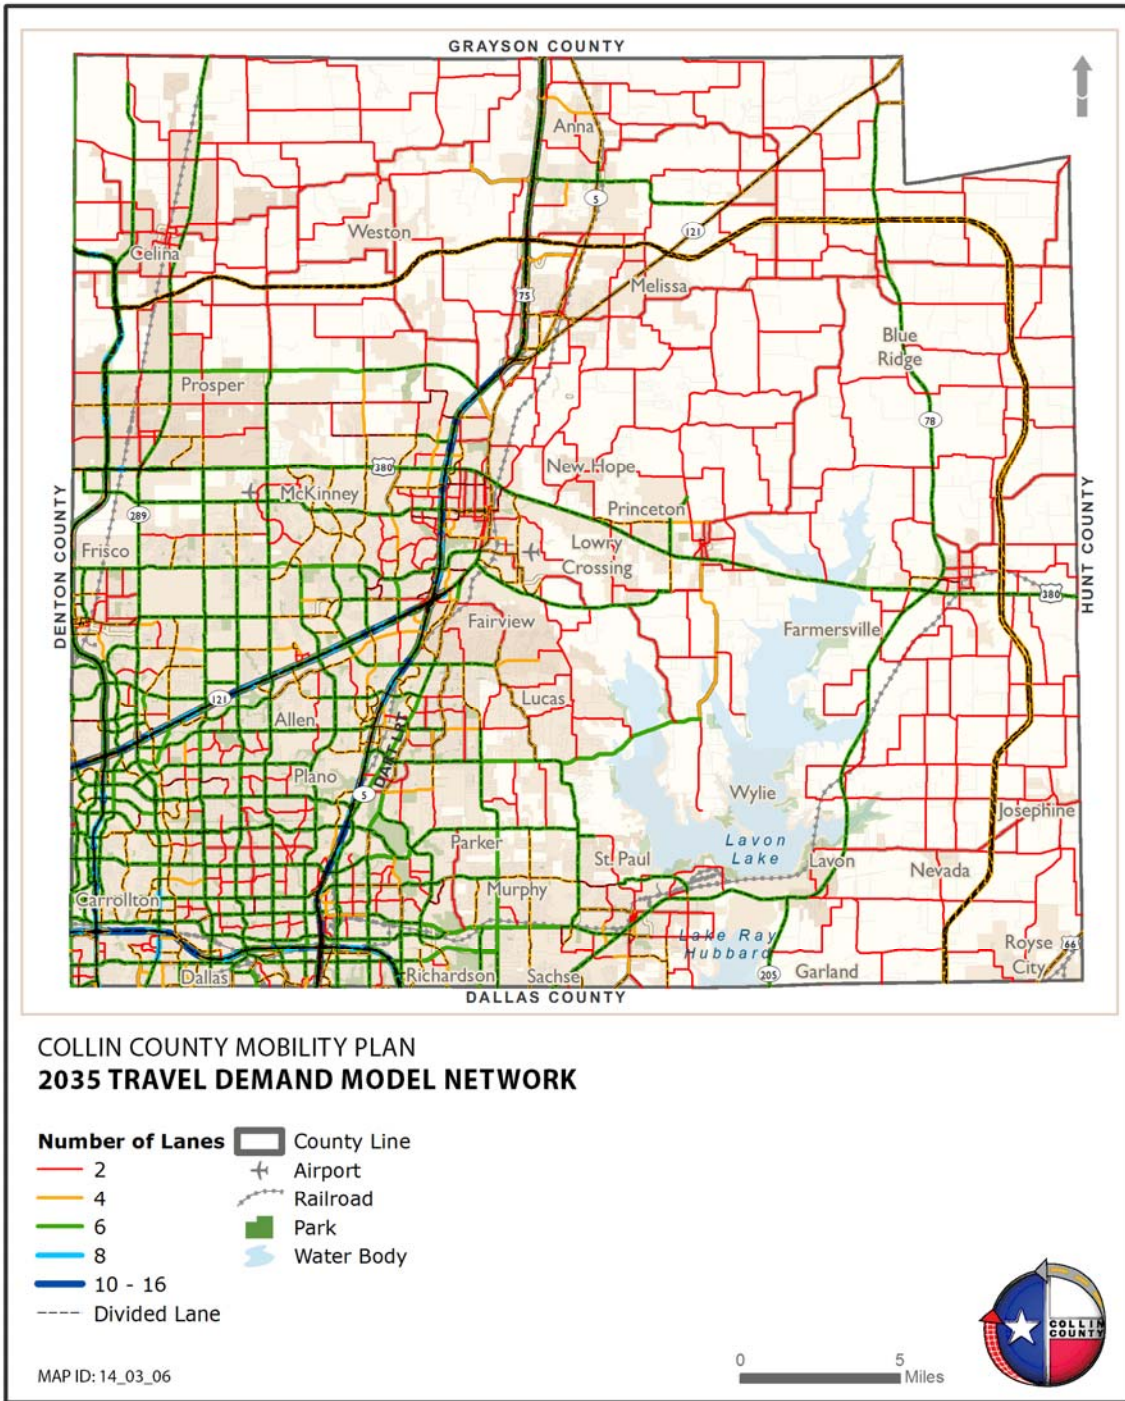 GRAYSON COUNTY
Anna
5
Weston
121
Celina
75
Melissa
Blue
Ridge
Prosper
78
380
New Hope
McKinney
Princeton
289
DENTON COUNTY
HUNT COUNTY
Frisco
Lowry
Crossing
380
Fairview
Farmersville
121
Lucas
Allen
DART LRT
Plano
5
Wylie
Josephine
Parker
Lavon
Lake
St. Paul
Lavon
Nevada
Murphy
Carrollton
Lake Ray
Hubbard
Royse
City
66
Dallas
Richardson
Sachse
205
Garland
DALLAS COUNTY
COLLIN COUNTY MOBILITY PLAN
2035 TRAVEL DEMAND MODEL NETWORK
Number of Lanes
County Line
2
Airport
4
Railroad
6
Park
8
Water Body
10 - 16
Divided Lane
COLLIN
COUNTY
0
5
Miles
MAP ID: 14_03_06